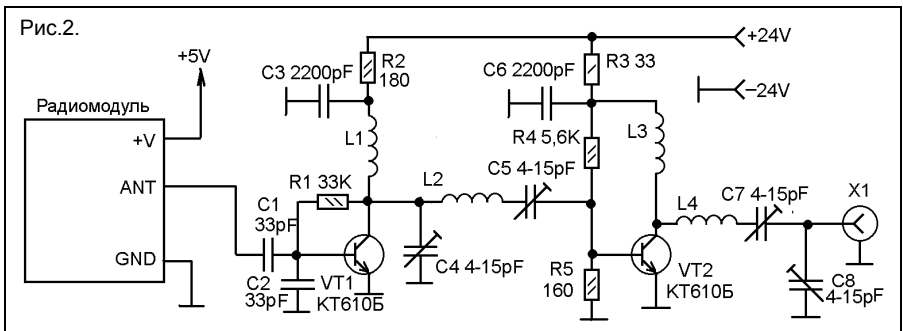 Рис.2.
+5V
Радиомодуль
+V
ANT
GND
C1
33pF
C2
33pF
R1 33K
C3 2200pF
R2
180
L1
VT1
КТ610Б
L2
C4 4-15pF
C5 4-15pF
C6 2200pF
R3 33
R4 5,6K
L3
R5
160
VT2
КТ610Б
L4
C7 4-15pF
C8
4-15pF
X1
+24V
–24V